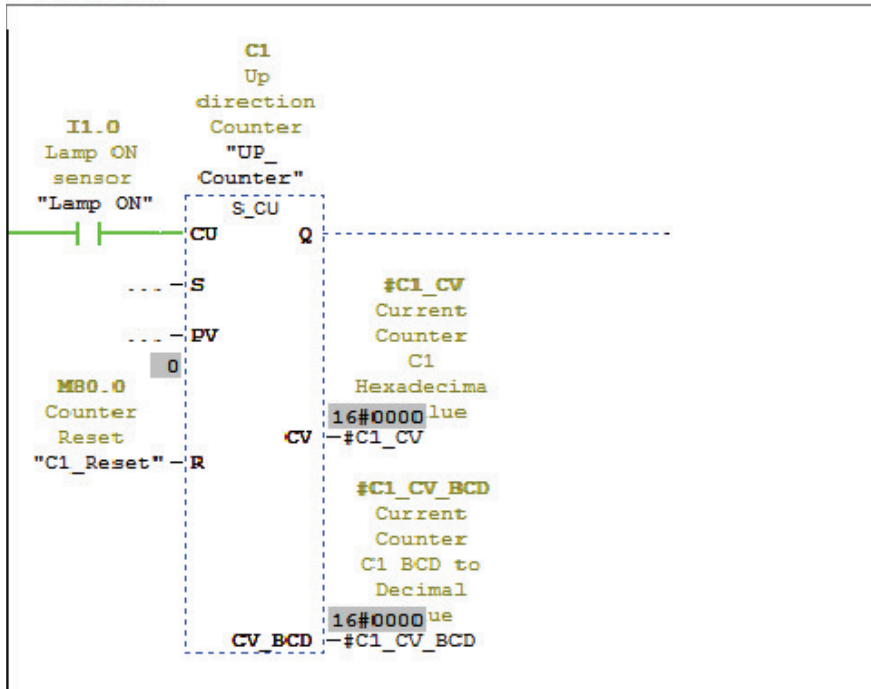 C1
Up
direction
Counter
"UP_
Counter"
I1.0
Lamp ON
sensor
"Lamp ON"
S_CU
CU
Q
... S
... PV
0
M80.0
Counter
Reset
"C1_Reset" R
#C1_CV
Current
Counter
C1
Hexadecima
16#0000 lue
CV #C1_CV
#C1_CV_BCD
Current
Counter
C1 BCD to
Decimal
16#0000 ue
CV_BCD #C1_CV_BCD